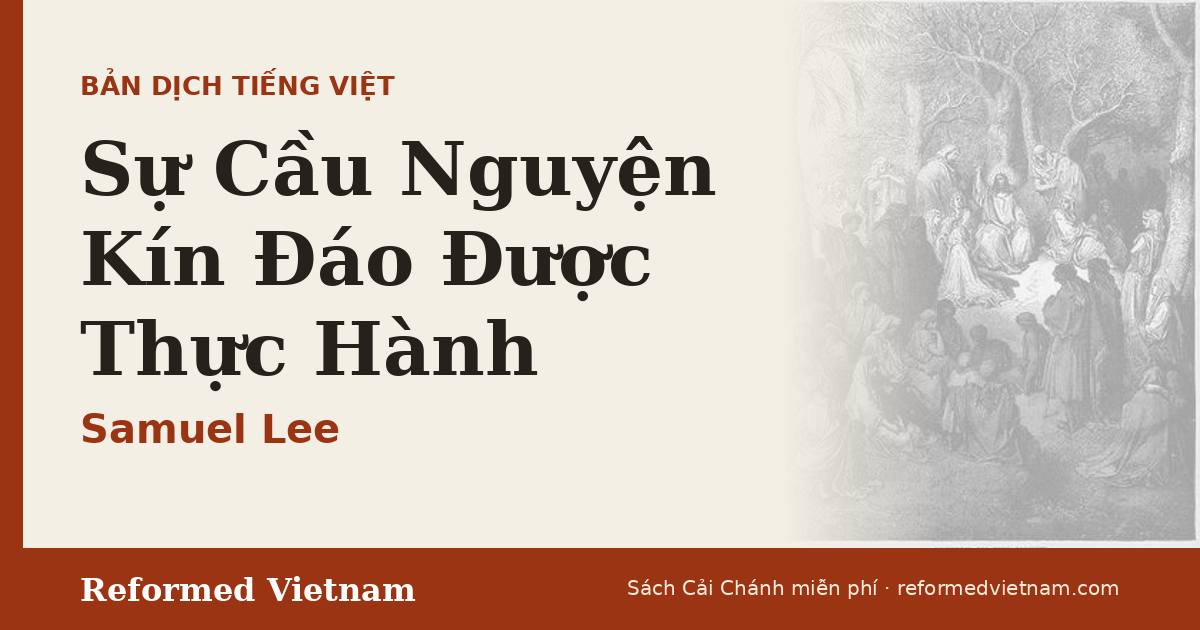 BẢN DỊCH TIẾNG VIỆT
Sự Cầu Nguyện
Kín Đáo Được
Thực Hành
Samuel Lee
Reformed Vietnam
Sách Cải Chánh miễn phí · reformedvietnam.com